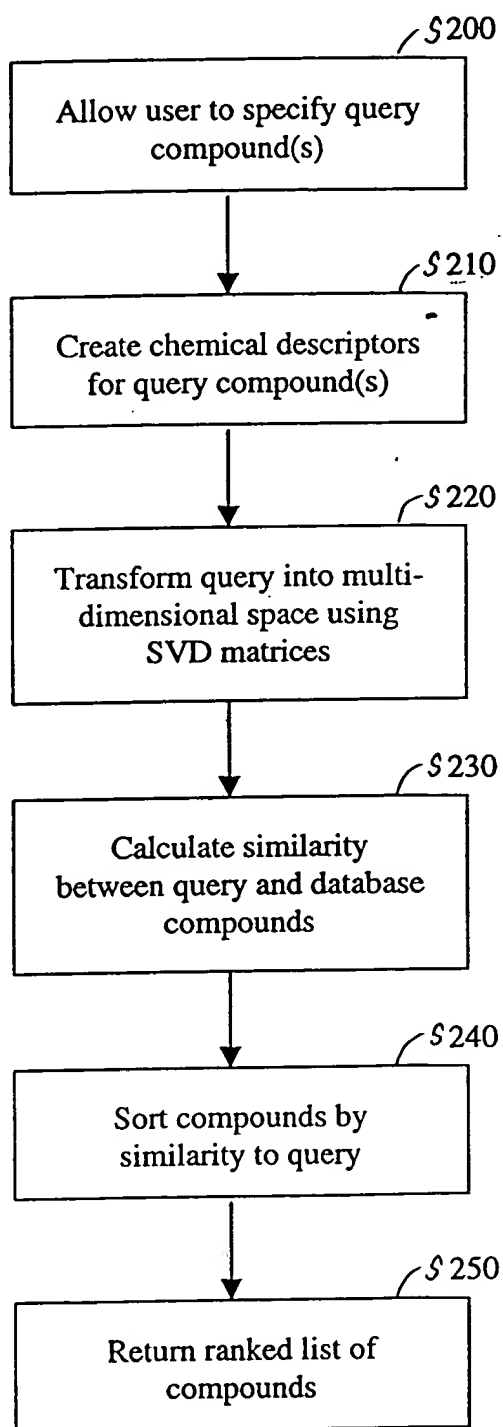 S200
Allow user to specify query
compound(s)
S210
Create chemical descriptors
for query compound(s)
S220
Transform query into multi-
dimensional space using
SVD matrices
S230
Calculate similarity
between query and database
compounds
S240
Sort compounds by
similarity to query
S250
Return ranked list of
compounds